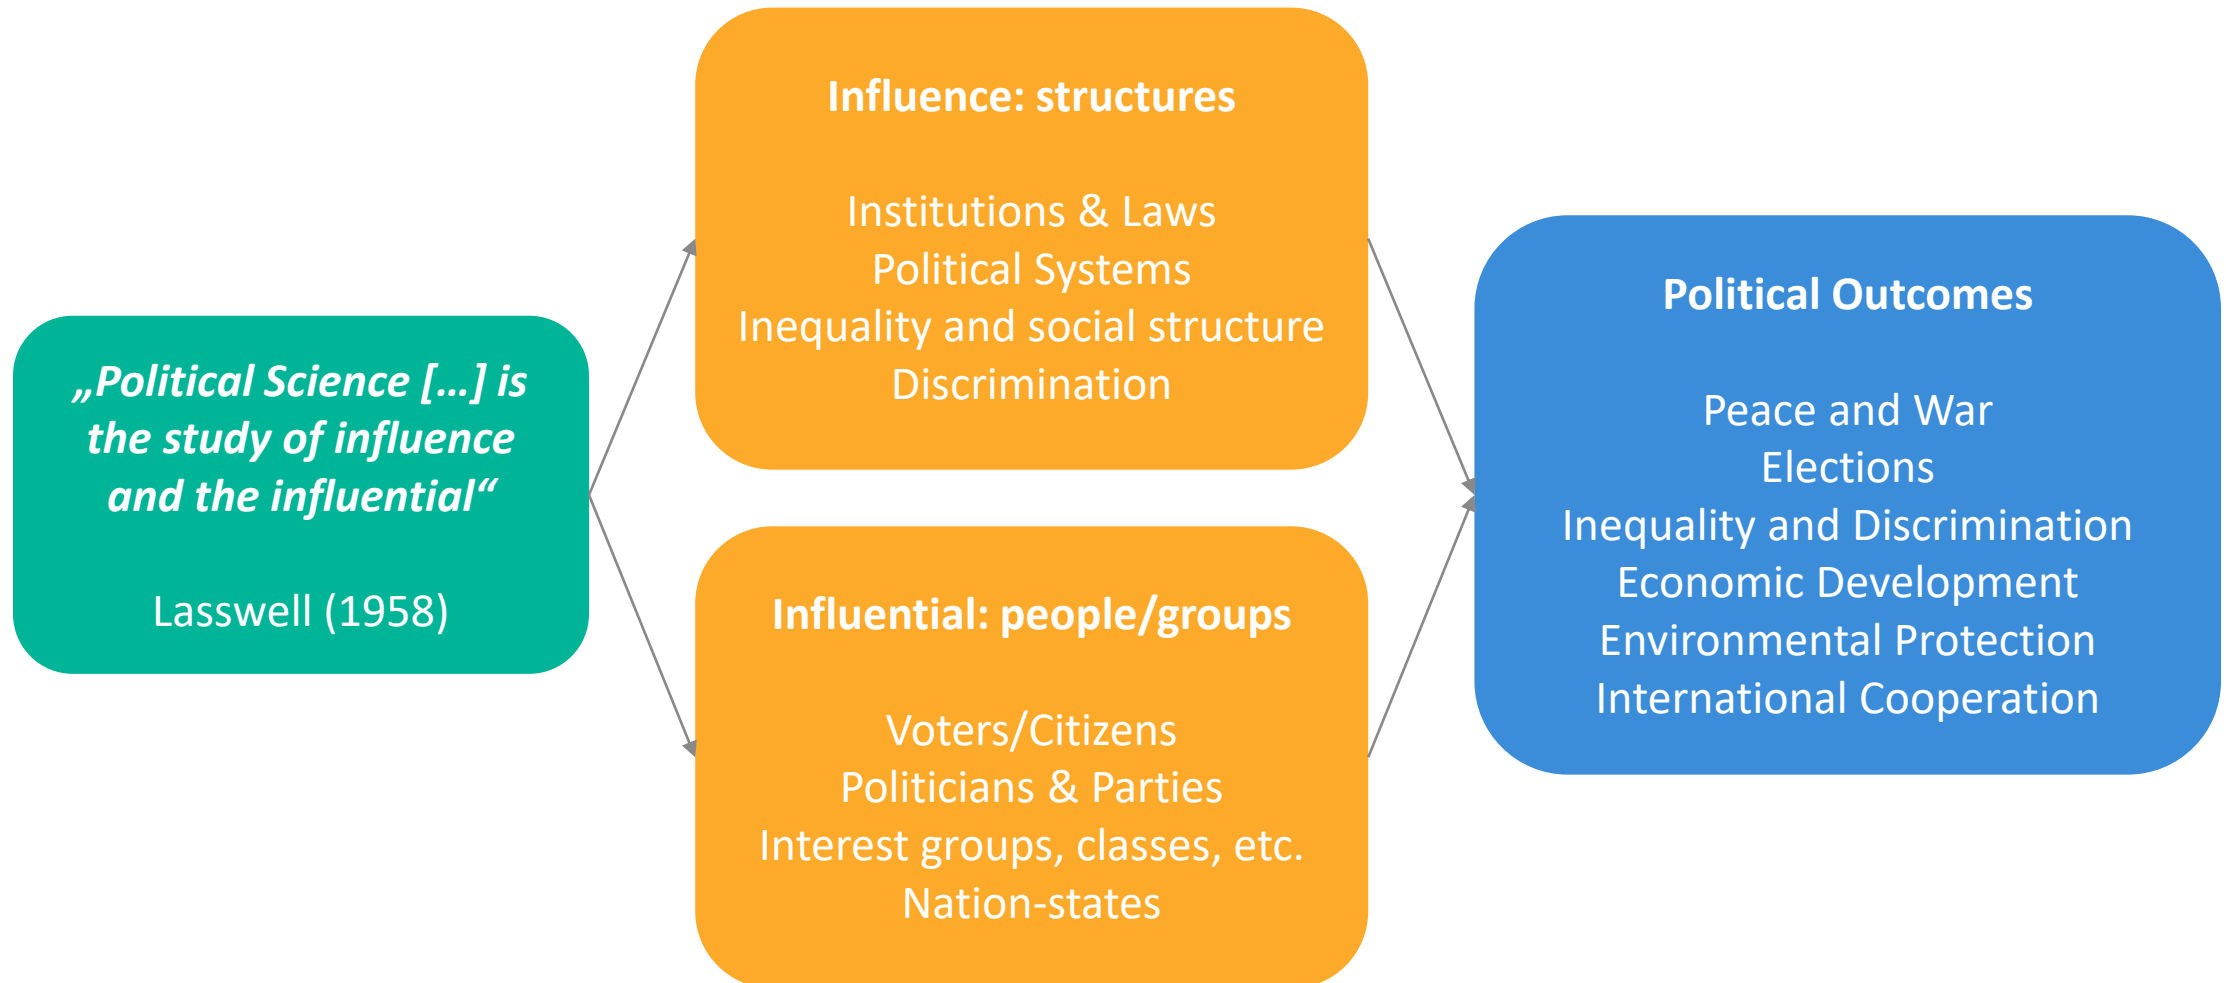 „Political Science […] is
the study of influence
and the influential“
Lasswell (1958)
Influence: structures
Institutions & Laws
Political Systems
Inequality and social structure
Discrimination
Influential: people/groups
Voters/Citizens
Politicians & Parties
Interest groups, classes, etc.
Nation-states
Political Outcomes
Peace and War
Elections
Inequality and Discrimination
Economic Development
Environmental Protection
International Cooperation